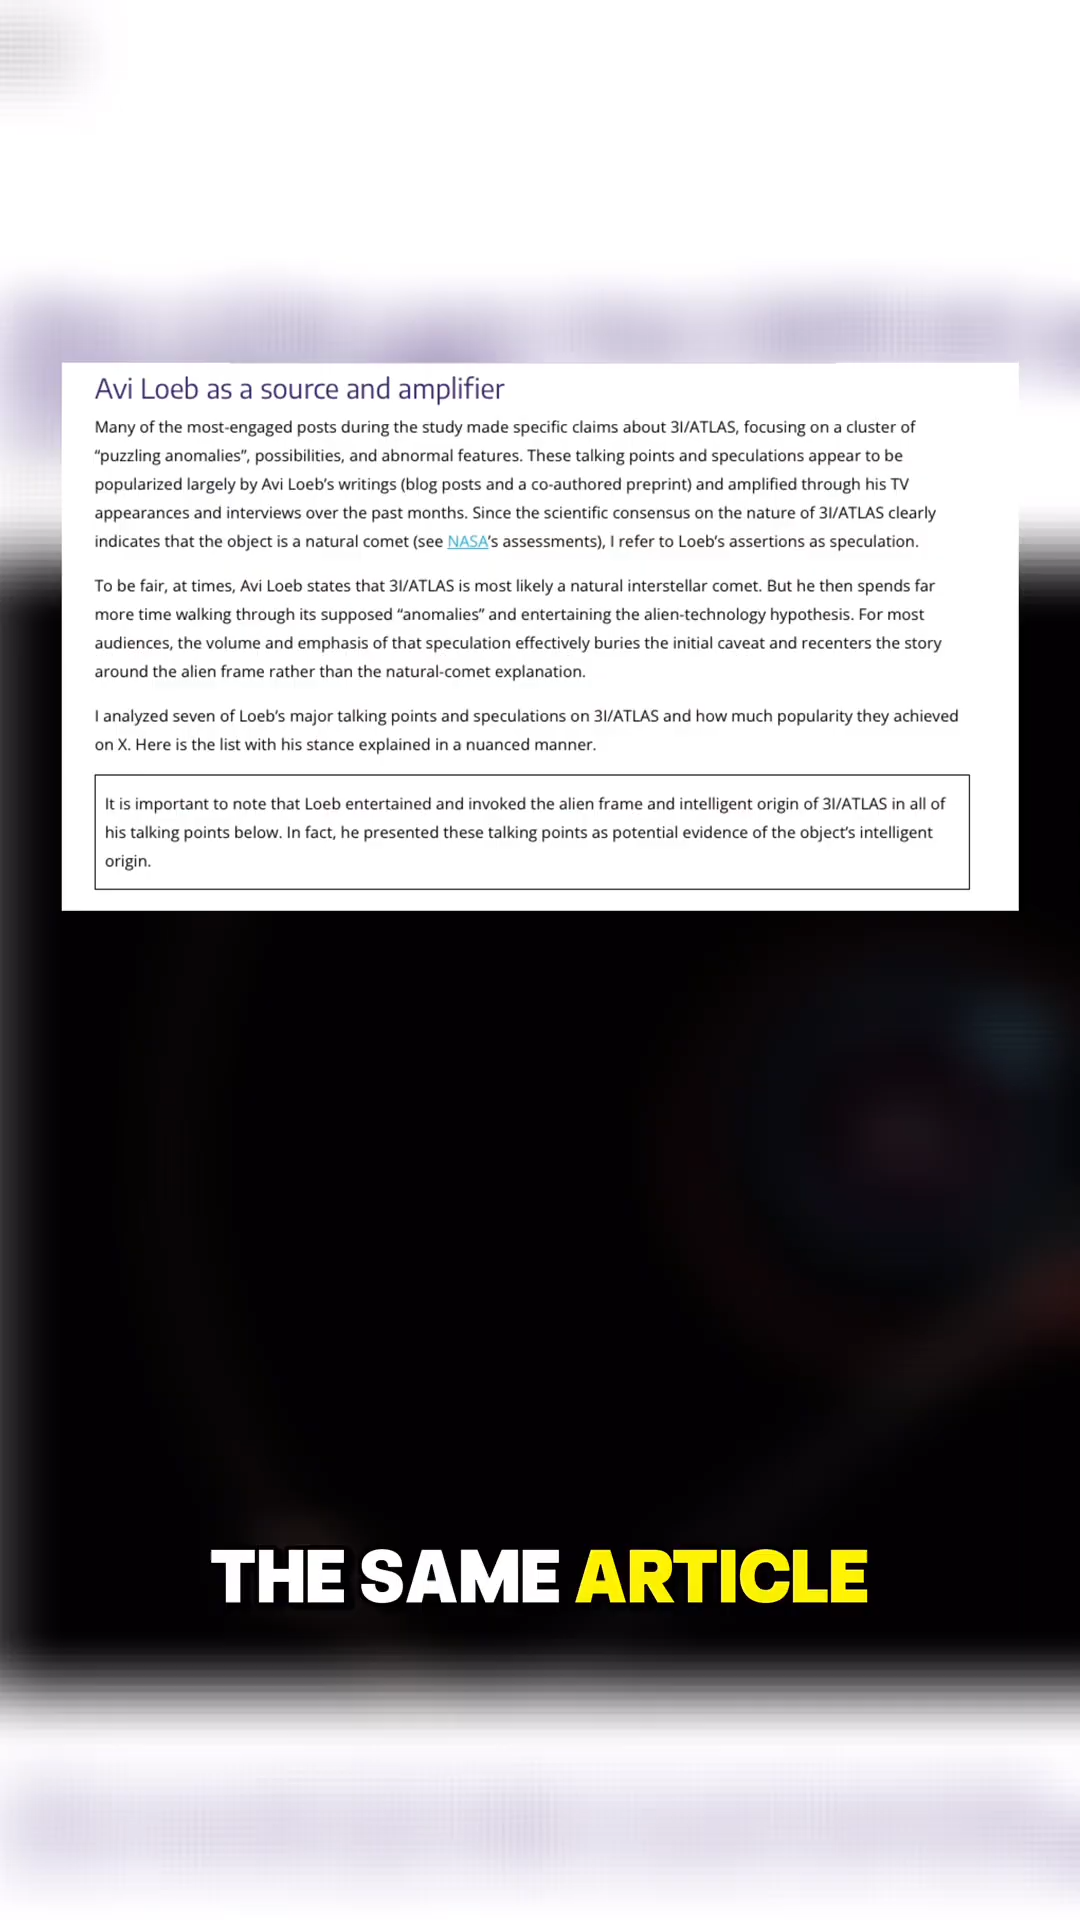 Avi Loeb as a source and amplifier
Many of the most-engaged posts during the study made specific claims about 3I/ATLAS, focusing on a cluster of
“puzzling anomalies”, possibilities, and abnormal features. These talking points and speculations appear to be
popularized largely by Avi Loeb’s writings (blog posts and a co-authored preprint) and amplified through his TV
appearances and interviews over the past months. Since the scientific consensus on the nature of 3I/ATLAS clearly
indicates that the object is a natural comet (see NASA’s assessments), I refer to Loeb’s assertions as speculation.
To be fair, at times, Avi Loeb states that 3I/ATLAS is most likely a natural interstellar comet. But he then spends far
more time walking through its supposed “anomalies” and entertaining the alien-technology hypothesis. For most
audiences, the volume and emphasis of that speculation effectively buries the initial caveat and recenters the story
around the alien frame rather than the natural-comet explanation.
I analyzed seven of Loeb’s major talking points and speculations on 3I/ATLAS and how much popularity they achieved
on X. Here is the list with his stance explained in a nuanced manner.
It is important to note that Loeb entertained and invoked the alien frame and intelligent origin of 3I/ATLAS in all of
his talking points below. In fact, he presented these talking points as potential evidence of the object’s intelligent
origin.
THE SAME ARTICLE